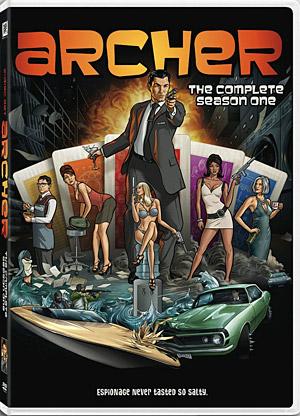 ARCHER
THE COMPLETE
SEASON ONE
ARCHER
ESPIONAGE NEVER TASTED SO SALTY.